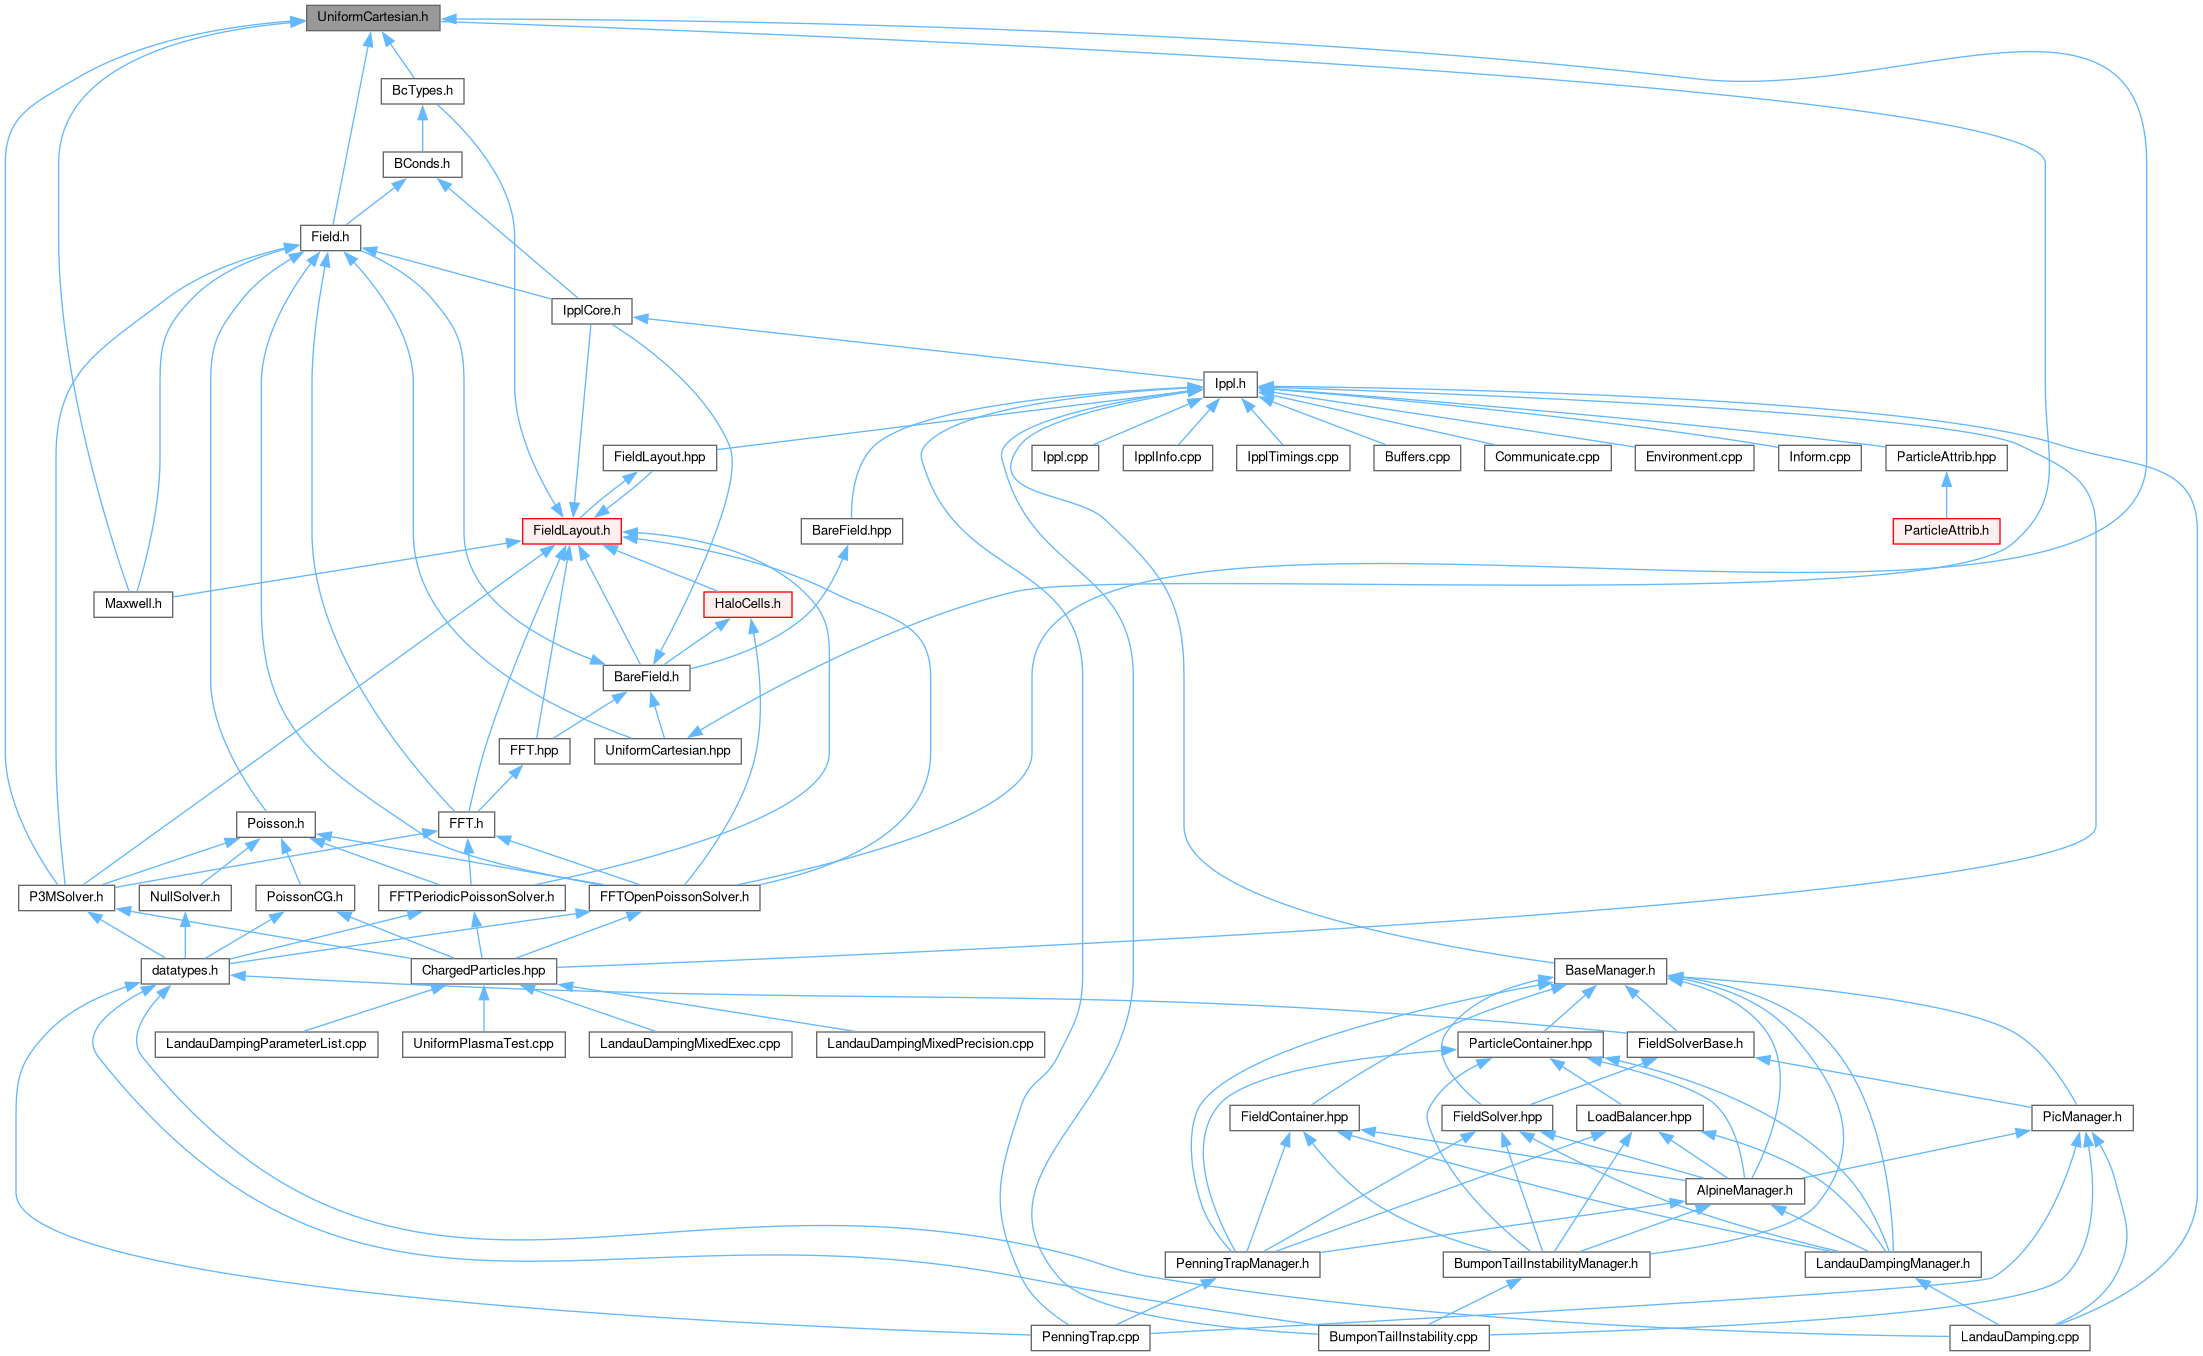 UniformCartesian.h
BcTypes.h
BConds.h
Field.h
IpplCore.h
Ippl.h
FieldLayout.hpp
Ippl.cpp
IpplInfo.cpp
IpplTimings.cpp
Buffers.cpp
Communicate.cpp
Environment.cpp
Inform.cpp
ParticleAttrib.hpp
FieldLayout.h
BareField.hpp
ParticleAttrib.h
Maxwell.h
HaloCells.h
BareField.h
FFT.hpp
UniformCartesian.hpp
Poisson.h
FFT.h
P3MSolver.h
NullSolver.h
PoissonCG.h
FFTPeriodicPoissonSolver.h
FFTOpenPoissonSolver.h
datatypes.h
ChargedParticles.hpp
BaseManager.h
LandauDampingParameterList.cpp
UniformPlasmaTest.cpp
LandauDampingMixedExec.cpp
LandauDampingMixedPrecision.cpp
ParticleContainer.hpp
FieldSolverBase.h
FieldContainer.hpp
FieldSolver.hpp
LoadBalancer.hpp
PicManager.h
AlpineManager.h
PenningTrapManager.h
BumponTailInstabilityManager.h
LandauDampingManager.h
PenningTrap.cpp
BumponTailInstability.cpp
LandauDamping.cpp